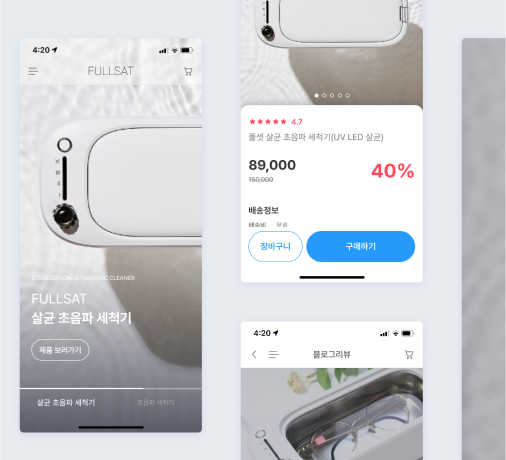 4:20
FULLSAT
STERILISATION ULTRASONIC CLEANER
FULLSAT
살균 초음파 세척기
제품 보러가기
살균 초음파 세척기
초음파 세척기
4.7
풀셋 살균 초음파 세척기(UV LED 살균)
89,000
150,000
40%
배송정보
배송비 무료
장바구니
구매하기
4:20
블로그리뷰